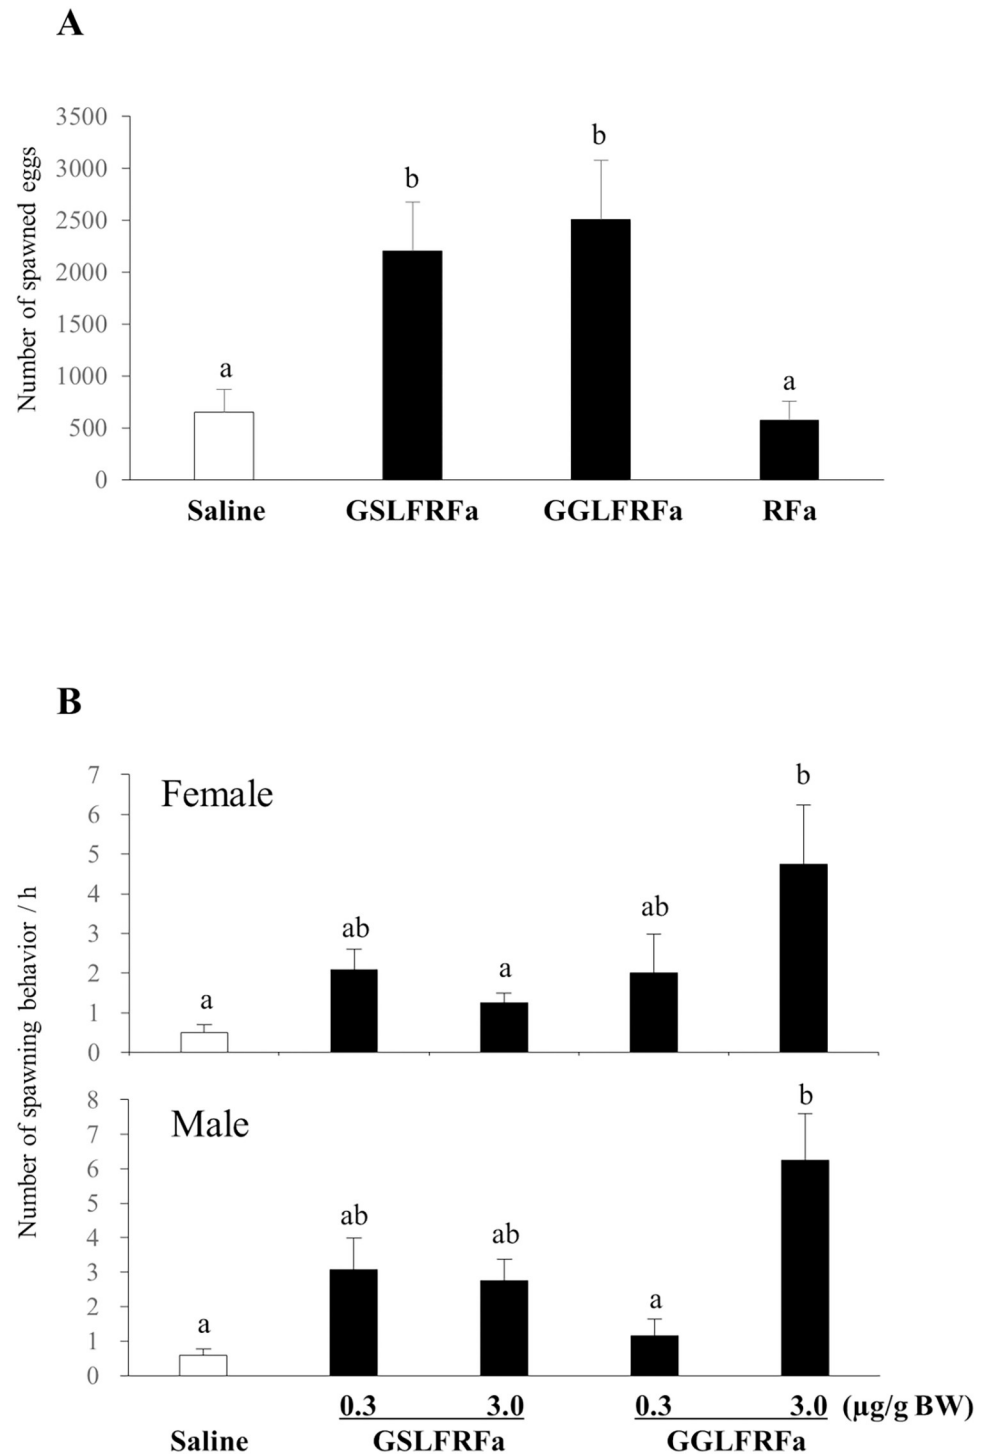 A
Number of spawned eggs
3500
3000
2500
2000
1500
1000
500
0
a
b
b
a
Saline GSLFRFa GGLFRFa RFa
B
Number of spawning behavior / h
Female
7
6
5
4
3
2
1
0
a
ab
a
ab
b
Male
8
7
6
5
4
3
2
1
0
a
ab
ab
a
b
0.3 3.0 0.3 3.0 (µg/g BW)
Saline GSLFRFa GGLFRFa